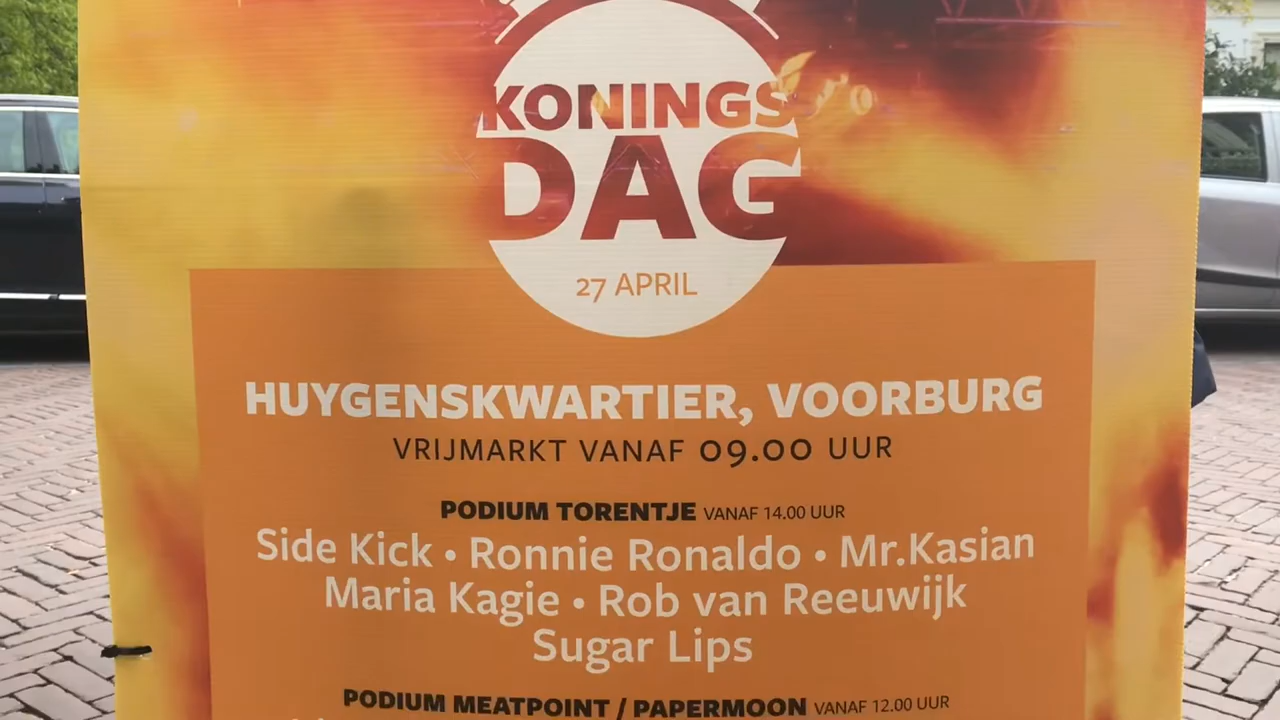 KONINGS
DAG
27 APRIL
HUYGENSKWARTIER, VOORBURG
VRIJMARKT VANAF 09.00 UUR
PODIUM TORENTJE VANAF 14.00 UUR
Side Kick • Ronnie Ronaldo • Mr.Kasian
Maria Kagie • Rob van Reeuwijk
Sugar Lips
PODIUM MEATPOINT / PAPERMOON VANAF 12.00 UUR